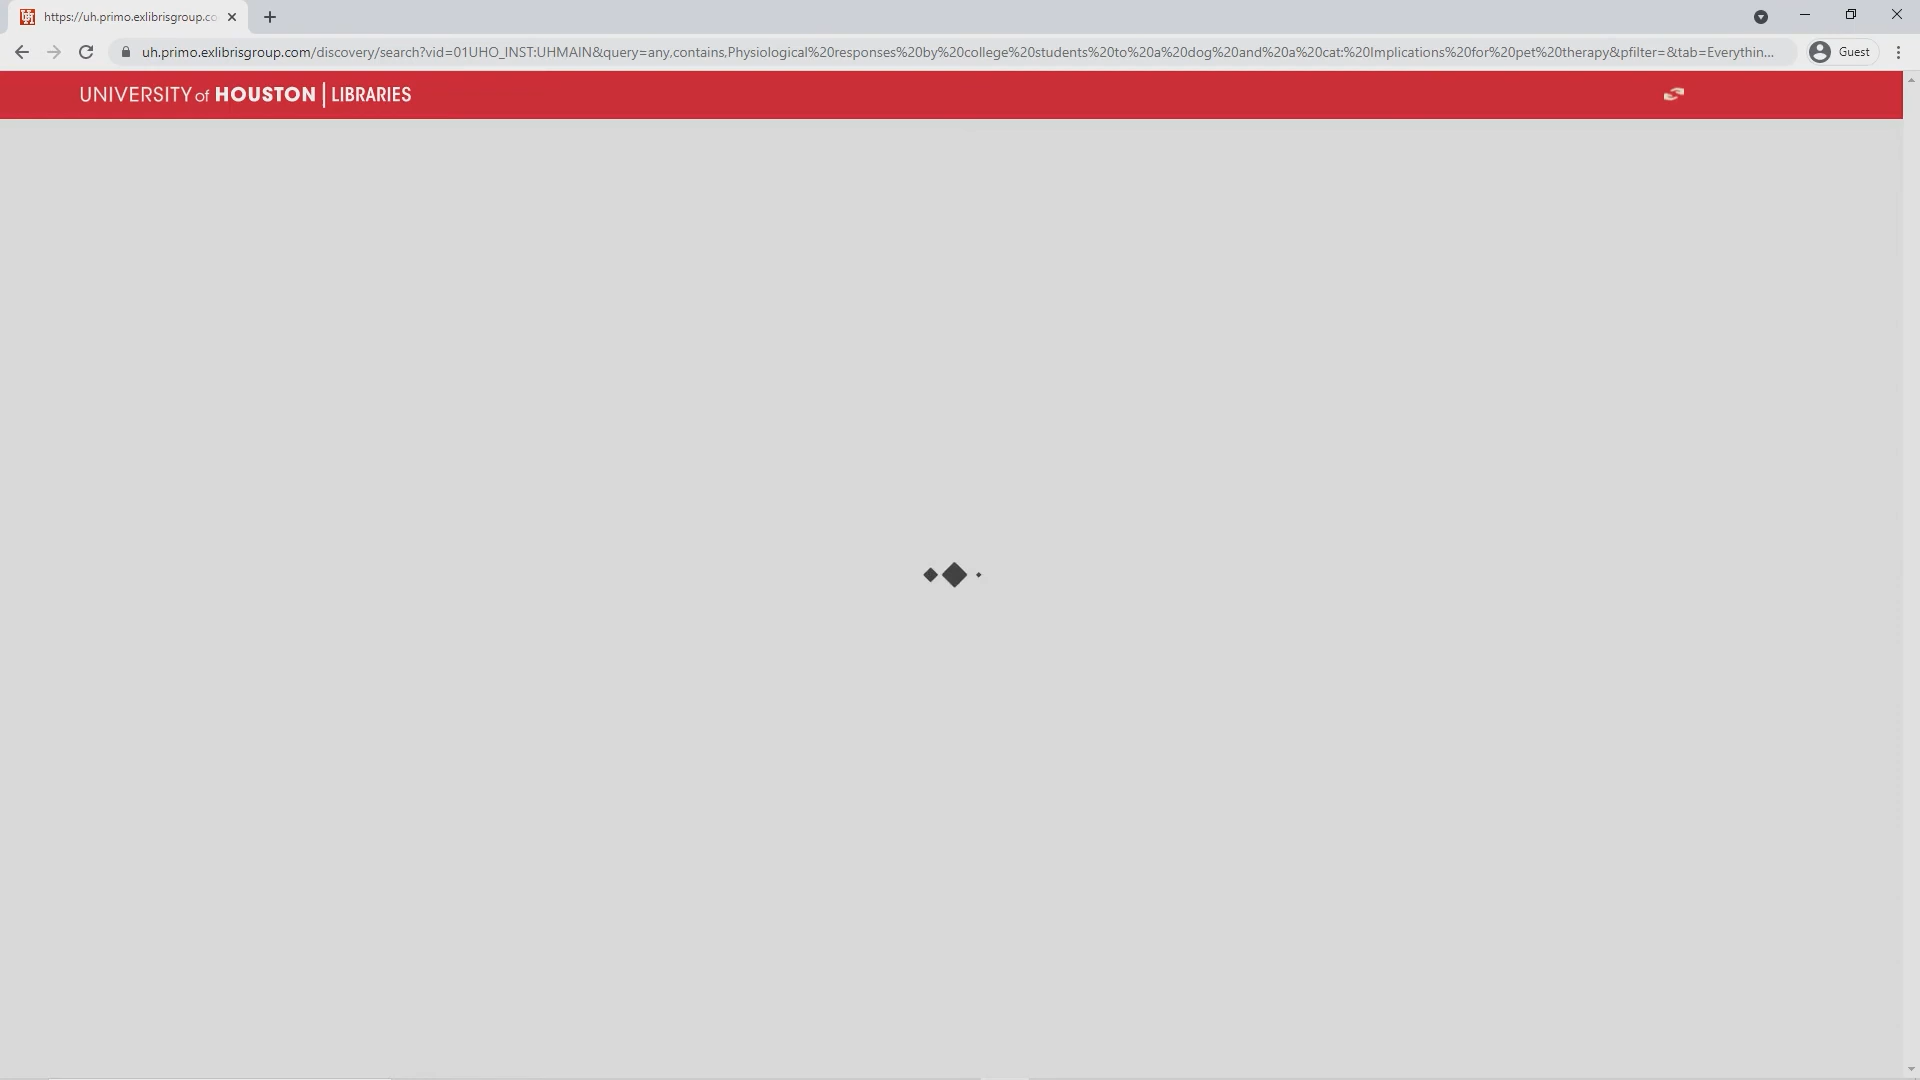 https://uh.primo.exlibrisgroup.co
uh.primo.exlibrisgroup.com/discovery/search?vid=01UHO_INST:UHMAIN&query=any,contains,Physiological%20responses%20by%20college%20students%20to%20a%20dog%20and%20a%20cat:%20Implications%20for%20pet%20therapy&pfilter=&tab=Everythin...
Guest
UNIVERSITY of HOUSTON | LIBRARIES